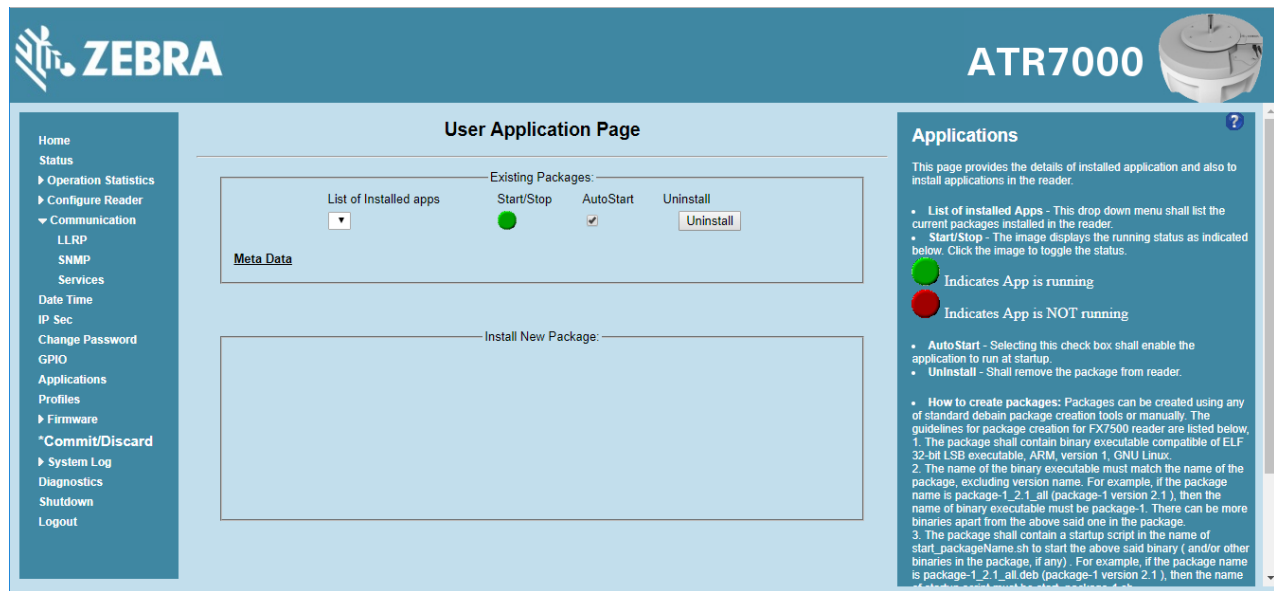 ZEBRA
ATR7000
Home
Status
Operation Statistics
Configure Reader
Communication
LLRP
SNMP
Services
Date Time
IP Sec
Change Password
GPIO
Applications
Profiles
Firmware
*Commit/Discard
System Log
Diagnostics
Shutdown
Logout
User Application Page
Existing Packages:
List of Installed apps Start/Stop AutoStart Uninstall
Uninstall
Meta Data
Install New Package:
?
Applications
This page provides the details of installed application and also to
install applications in the reader.
• List of installed Apps - This drop down menu shall list the
current packages installed in the reader.
• Start/Stop - The image displays the running status as indicated
below. Click the image to toggle the status.
Indicates App is running
Indicates App is NOT running
• AutoStart - Selecting this check box shall enable the
application to run at startup.
• Uninstall - Shall remove the package from reader.
• How to create packages: Packages can be created using any
of standard debain package creation tools or manually. The
guidelines for package creation for FX7500 reader are listed below,
1. The package shall contain binary executable compatible of ELF
32-bit LSB executable, ARM, version 1, GNU Linux.
2. The name of the binary executable must match the name of the
package, excluding version name. For example, if the package
name is package-1_2.1_all (package-1 version 2.1 ), then the
name of binary executable must be package-1. There can be more
binaries apart from the above said one in the package.
3. The package shall contain a startup script in the name of
start_packageName.sh to start the above said binary ( and/or other
binaries in the package, if any) . For example, if the package name
is package-1_2.1_all.deb (package-1 version 2.1 ), then the name